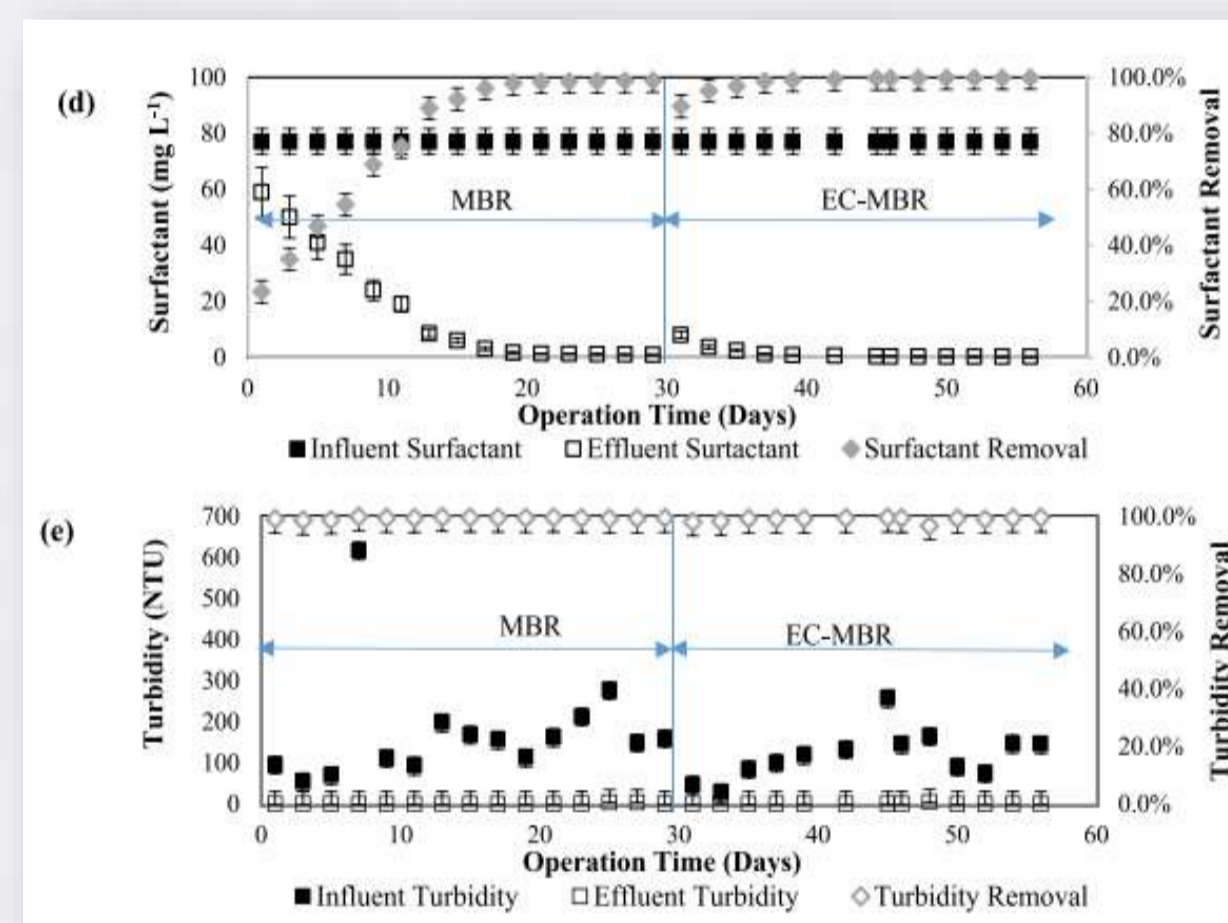 (d)
Surfactant (mg L-1)
100
80
60
40
20
0
100.0%
80.0%
60.0%
40.0%
20.0%
0.0%
Surfactant Removal
MBR
EC-MBR
0 10 20 30 40 50 60
Operation Time (Days)
Influent Surfactant Effluent Surtactant Surfactant Removal
(e)
Turbidity (NTU)
700
600
500
400
300
200
100
0
100.0%
80.0%
60.0%
40.0%
20.0%
0.0%
Turbidity Removal
MBR
EC-MBR
0 10 20 30 40 50 60
Operation Time (Days)
Influent Turbidity Effluent Turbidity Turbidity Removal